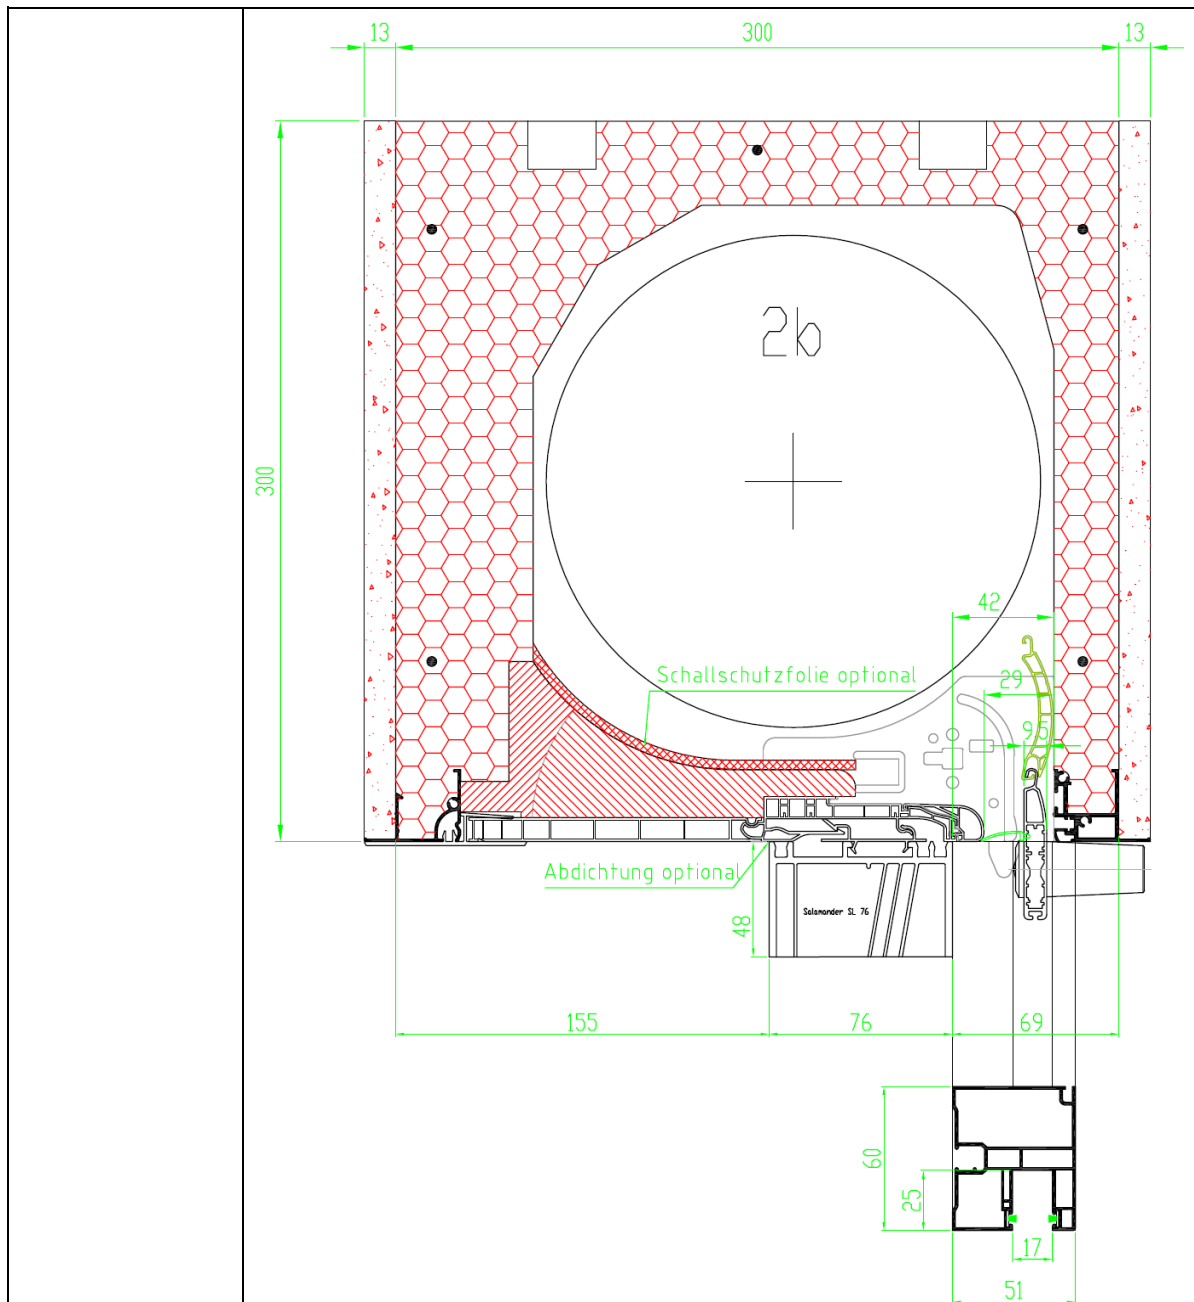 13 300 13
300
2b
42
Schallschutzfolie optional
29
9,5
Abdichtung optional
Salamander SL 76
48
155 76 69
60
25
17
51